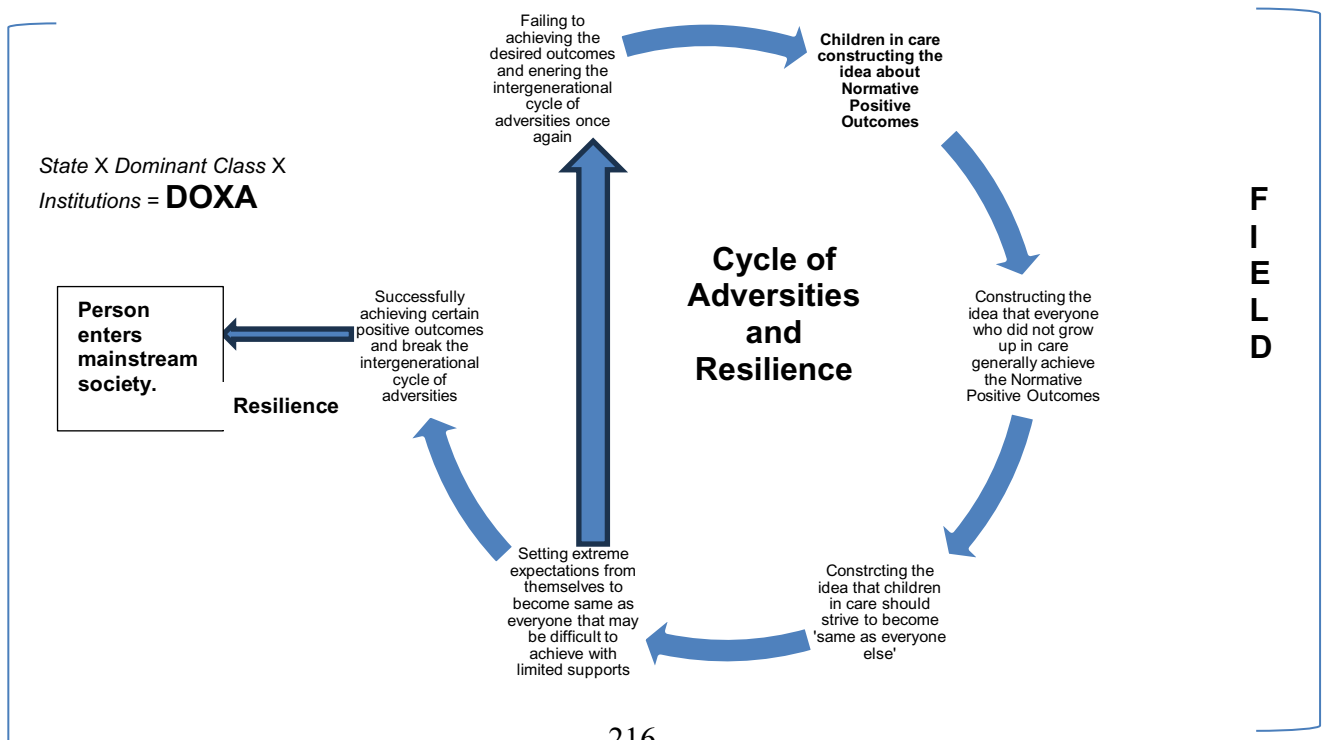 Failing to
achieving the
desired outcomes
and enering the
intergenerational
cycle of
adversities once
again
Children in care
constructing the
idea about
Normative
Positive
Outcomes
State X Dominant Class X
Institutions = DOXA
F
I
E
L
D
Cycle of
Adversities
and
Resilience
Person
enters
mainstream
society.
Resilience
Successfully
achieving certain
positive outcomes
and break the
intergenerational
cycle of
adversities
Constructing the
idea that everyone
who did not grow
up in care
generally achieve
the Normative
Positive Outcomes
Setting extreme
expectations from
themselves to
become same as
everyone that may
be difficult to
achieve with
limited supports
Constrcting the
idea that children
in care should
strive to become
'same as everyone
else'
216